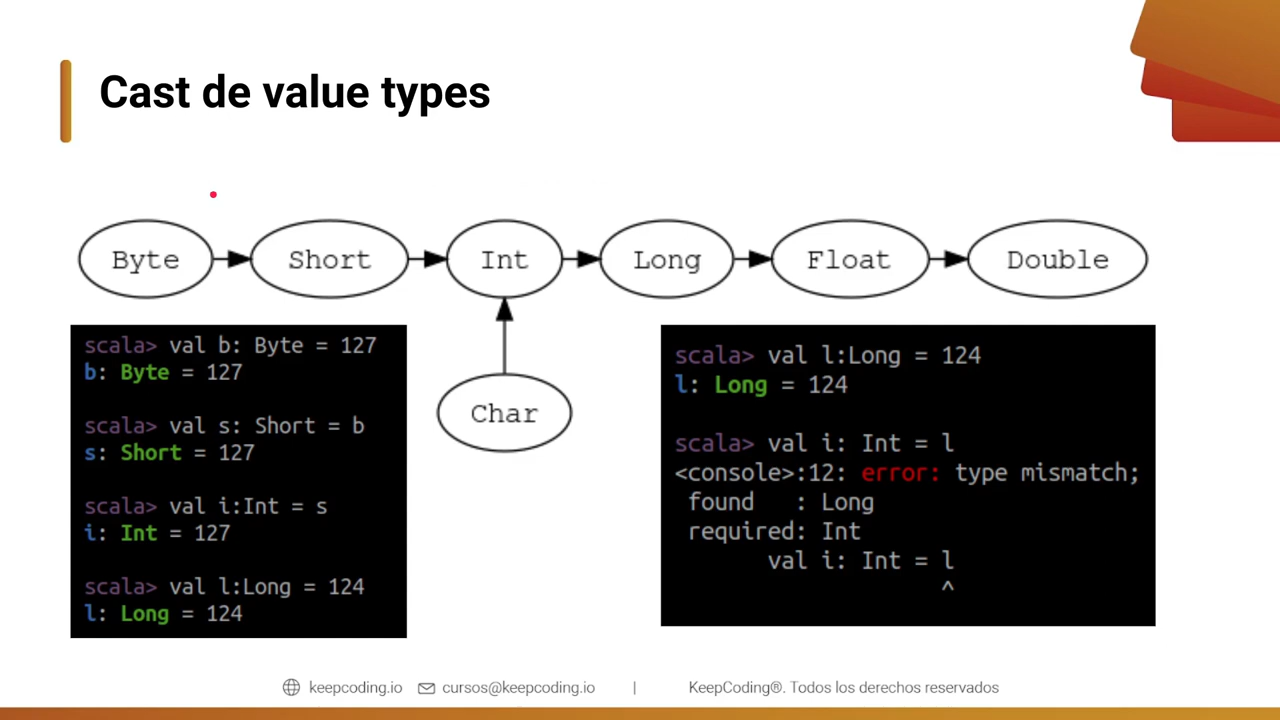 Cast de value types
Byte Short Int Long Float Double
Char
scala> val b: Byte = 127
b: Byte = 127
scala> val s: Short = b
s: Short = 127
scala> val i:Int = s
i: Int = 127
scala> val l:Long = 124
l: Long = 124
scala> val l:Long = 124
l: Long = 124
scala> val i: Int = l
<console>:12: error: type mismatch;
 found   : Long
 required: Int
       val i: Int = l
                    ^
keepcoding.io cursos@keepcoding.io | KeepCoding®. Todos los derechos reservados